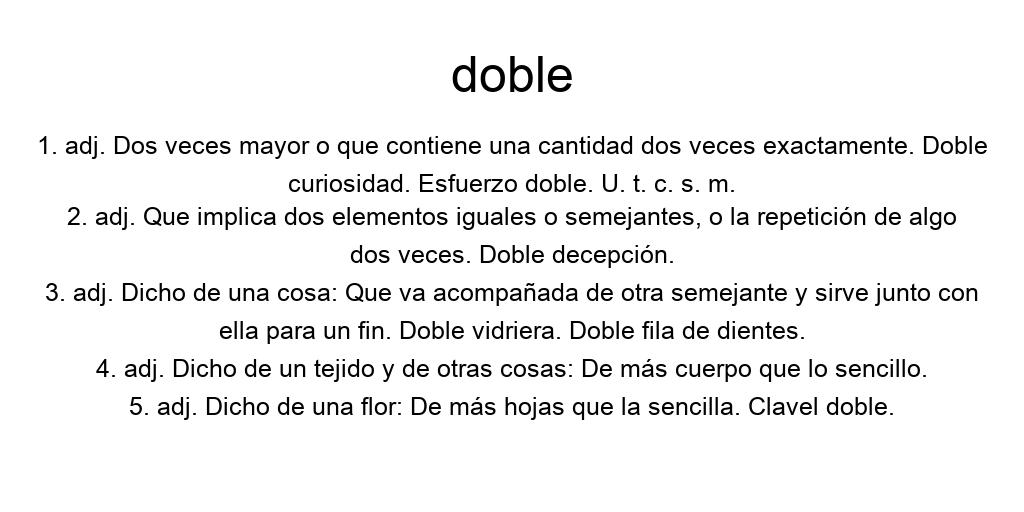 doble
1. adj. Dos veces mayor o que contiene una cantidad dos veces exactamente. Doble
curiosidad. Esfuerzo doble. U. t. c. s. m.
2. adj. Que implica dos elementos iguales o semejantes, o la repetición de algo
dos veces. Doble decepción.
3. adj. Dicho de una cosa: Que va acompañada de otra semejante y sirve junto con
ella para un fin. Doble vidriera. Doble fila de dientes.
4. adj. Dicho de un tejido y de otras cosas: De más cuerpo que lo sencillo.
5. adj. Dicho de una flor: De más hojas que la sencilla. Clavel doble.